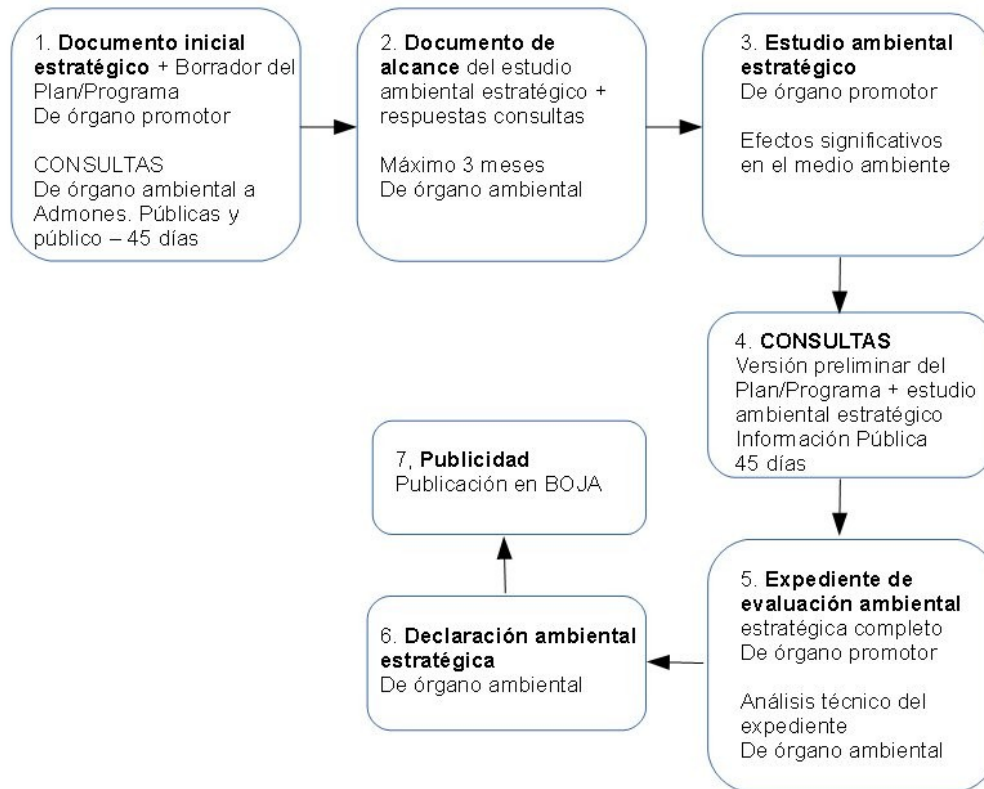 1. Documento inicial
estratégico + Borrador del
Plan/Programa
De órgano promotor
CONSULTAS
De órgano ambiental a
Admones. Públicas y
público – 45 días
2. Documento de
alcance del estudio
ambiental estratégico +
respuestas consultas
Máximo 3 meses
De órgano ambiental
3. Estudio ambiental
estratégico
De órgano promotor
Efectos significativos
en el medio ambiente
4. CONSULTAS
Versión preliminar del
Plan/Programa + estudio
ambiental estratégico
Información Pública
45 días
5. Expediente de
evaluación ambiental
estratégica completo
De órgano promotor
Análisis técnico del
expediente
De órgano ambiental
6. Declaración ambiental
estratégica
De órgano ambiental
7, Publicidad
Publicación en BOJA